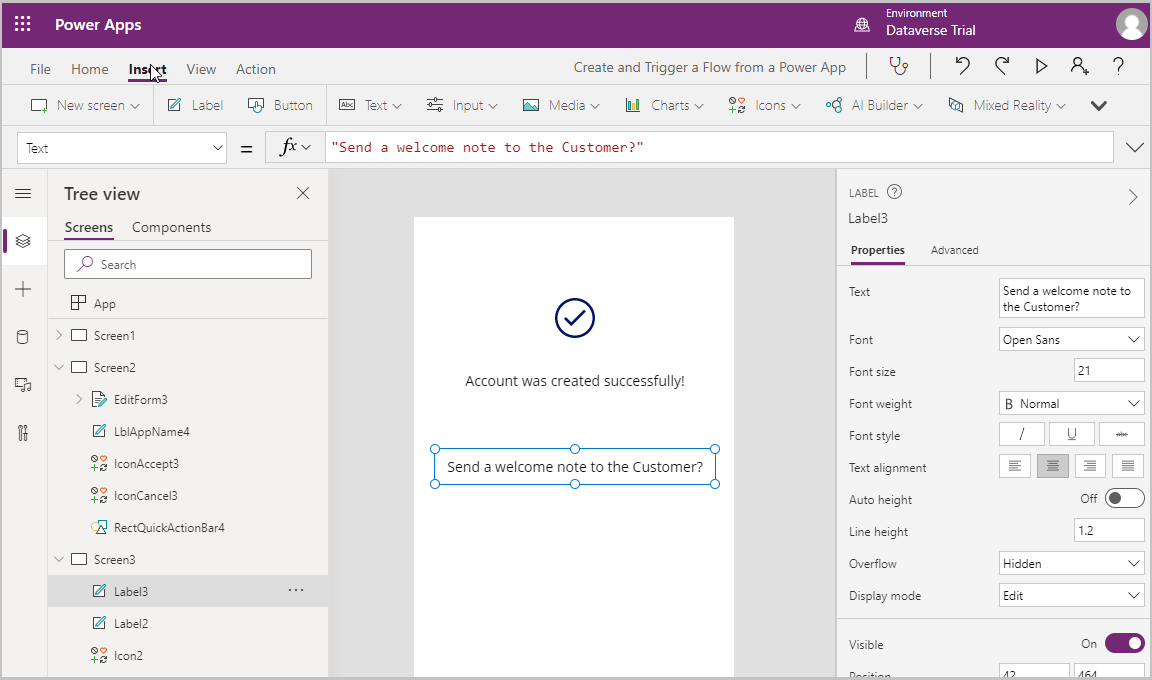 Power Apps
Environment
Dataverse Trial
File Home Insert View Action
Create and Trigger a Flow from a Power App
New screen Label Button Text Input Media Charts Icons AI Builder Mixed Reality
Abc
Text = fx "Send a welcome note to the Customer?"
Tree view
Screens Components
Search
App
Screen1
Screen2
EditForm3
LblAppName4
IconAccept3
IconCancel3
RectQuickActionBar4
Screen3
Label3 ...
Label2
Icon2
Account was created successfully!
Send a welcome note to the Customer?
LABEL ?
Label3
Properties Advanced
Text Send a welcome note to
the Customer?
Font Open Sans
Font size 21
Font weight B Normal
Font style / U abc
Text alignment
Auto height Off
Line height 1.2
Overflow Hidden
Display mode Edit
Visible On
Position 42 464